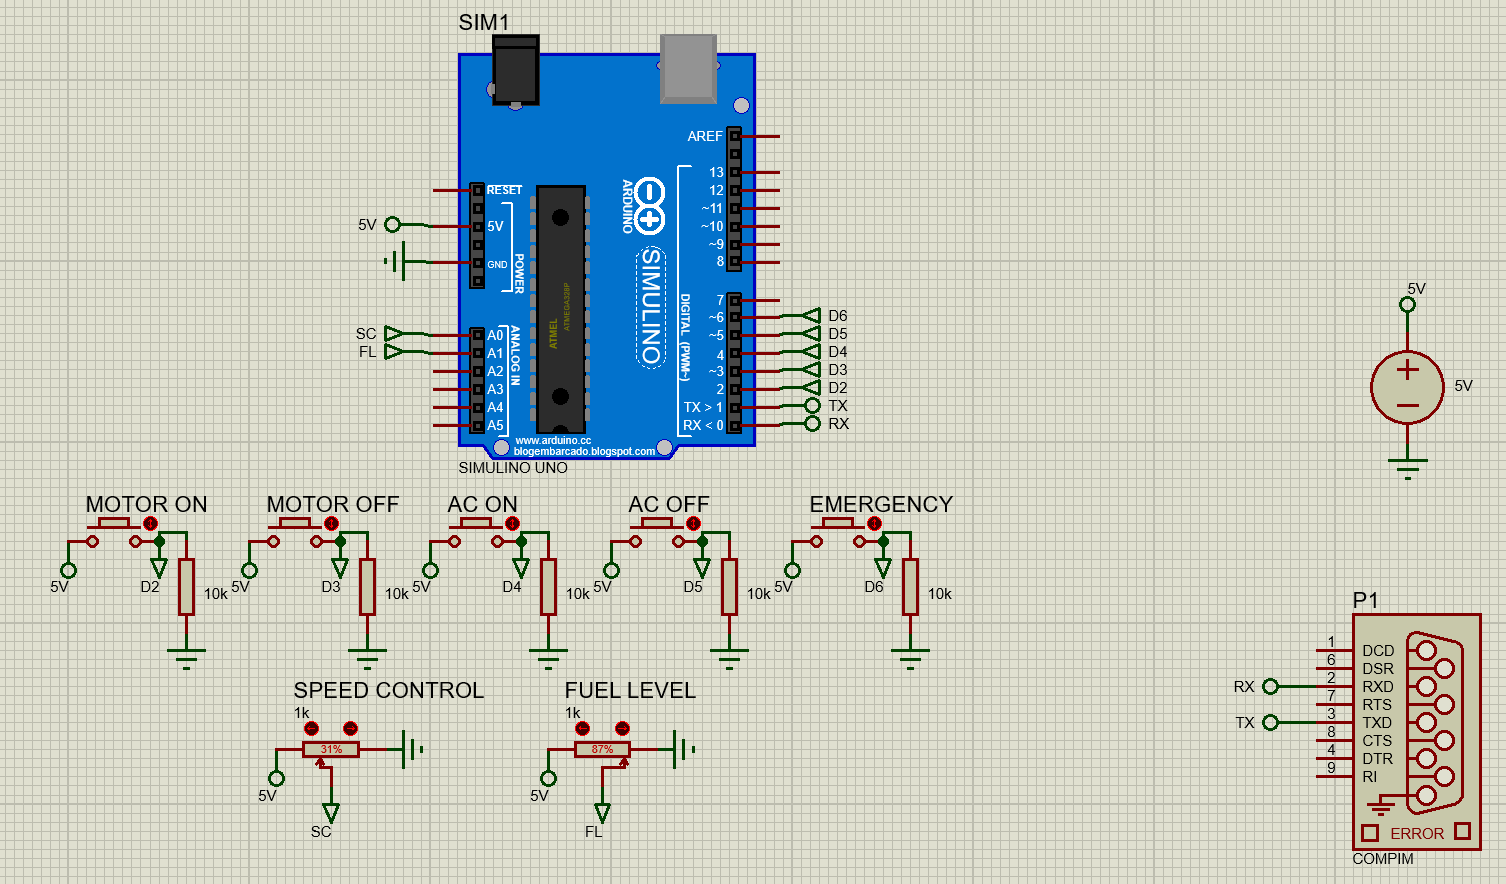 SIM1
AREF
13
12
~11
~10
~9
8
7
~6
~5
4
~3
2
TX > 1
RX < 0
RESET
5V
GND
POWER
A0
A1
A2
A3
A4
A5
ANALOG IN
ARDUINO
SIMULINO
DIGITAL (PWM~)
ATMEL
ATMEGA328P
www.arduino.cc
blogembarcado.blogspot.com
SIMULINO UNO
5V
SC
FL
D6
D5
D4
D3
D2
TX
RX
5V
5V
MOTOR ON
5V
D2
10k
MOTOR OFF
5V
D3
10k
AC ON
5V
D4
10k
AC OFF
5V
D5
10k
EMERGENCY
5V
D6
10k
SPEED CONTROL
1k
31%
5V
SC
FUEL LEVEL
1k
87%
5V
FL
P1
1
DCD
6
DSR
RX
2
RXD
7
RTS
TX
3
TXD
8
CTS
4
DTR
9
RI
ERROR
COMPIM